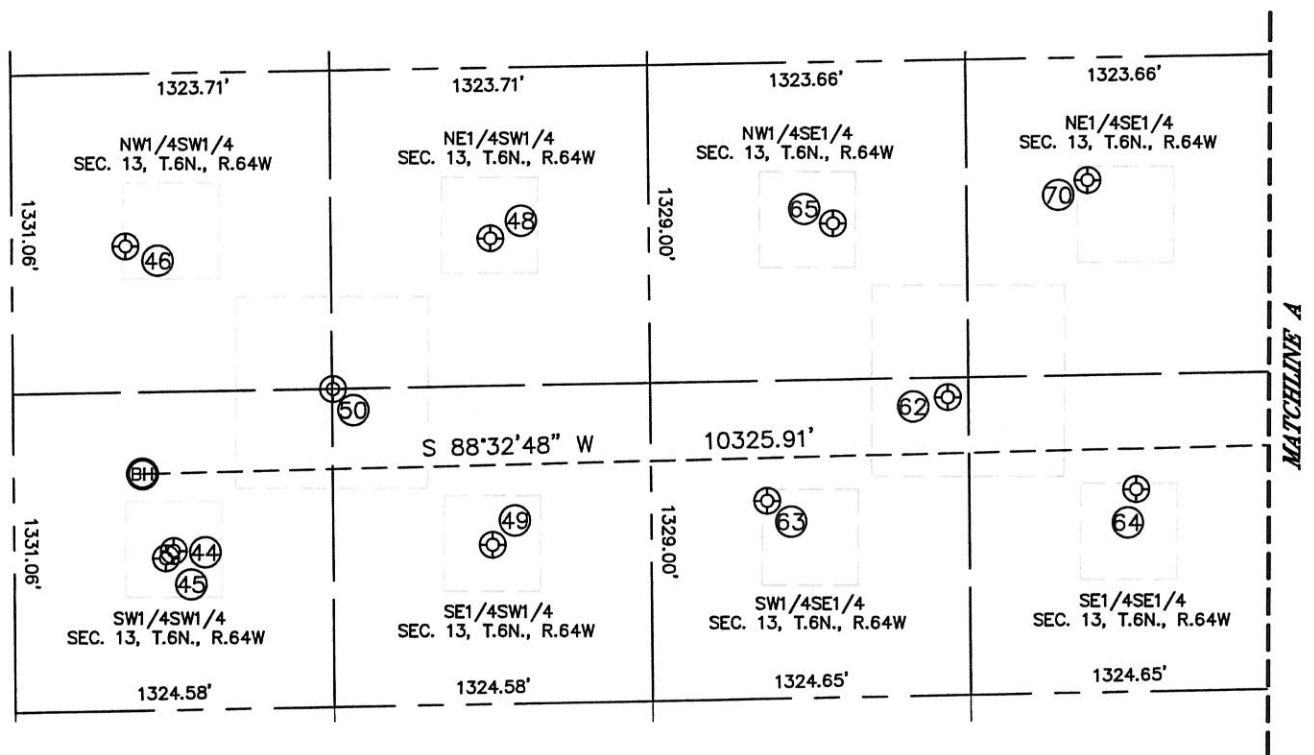 1323.71'
1323.71'
1323.66'
1323.66'
NW1/4SW1/4
SEC. 13, T.6N., R.64W
NE1/4SW1/4
SEC. 13, T.6N., R.64W
NW1/4SE1/4
SEC. 13, T.6N., R.64W
NE1/4SE1/4
SEC. 13, T.6N., R.64W
1331.06'
46
48
1329.00'
65
70
50
62
MATCHLINE A
S 88°32'48" W
10325.91'
BH
1331.06'
44
45
49
1329.00'
63
64
SW1/4SW1/4
SEC. 13, T.6N., R.64W
SE1/4SW1/4
SEC. 13, T.6N., R.64W
SW1/4SE1/4
SEC. 13, T.6N., R.64W
SE1/4SE1/4
SEC. 13, T.6N., R.64W
1324.58'
1324.58'
1324.65'
1324.65'